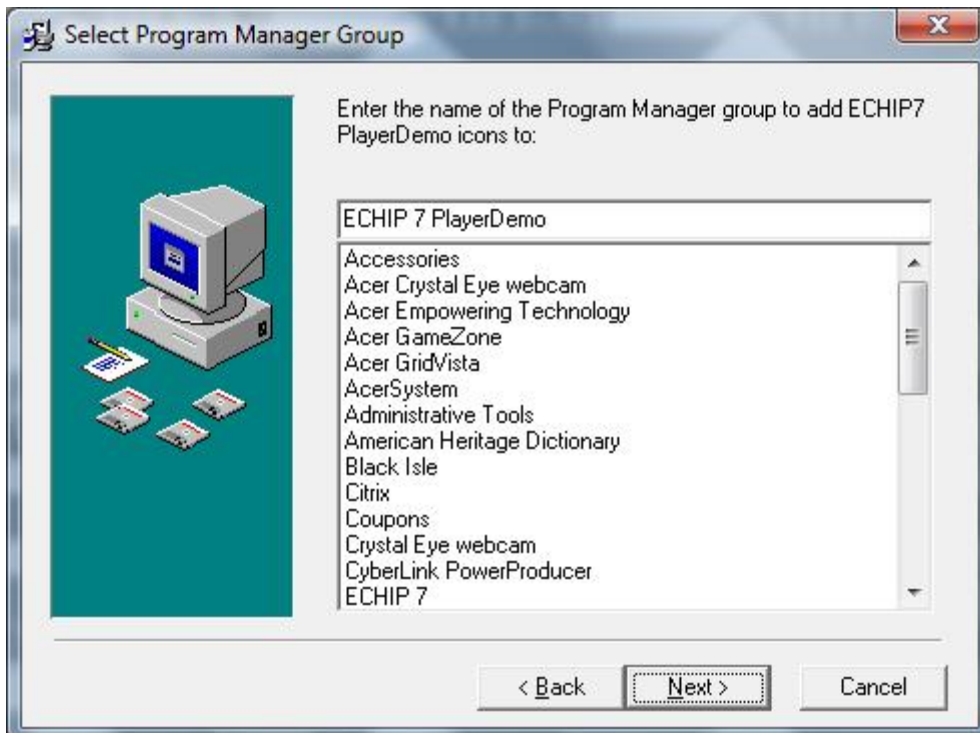 Select Program Manager Group
Enter the name of the Program Manager group to add ECHIP7
PlayerDemo icons to:
ECHIP 7 PlayerDemo
Accessories
Acer Crystal Eye webcam
Acer Empowering Technology
Acer GameZone
Acer GridVista
AcerSystem
Administrative Tools
American Heritage Dictionary
Black Isle
Citrix
Coupons
Crystal Eye webcam
CyberLink PowerProducer
ECHIP 7
< Back
Next >
Cancel